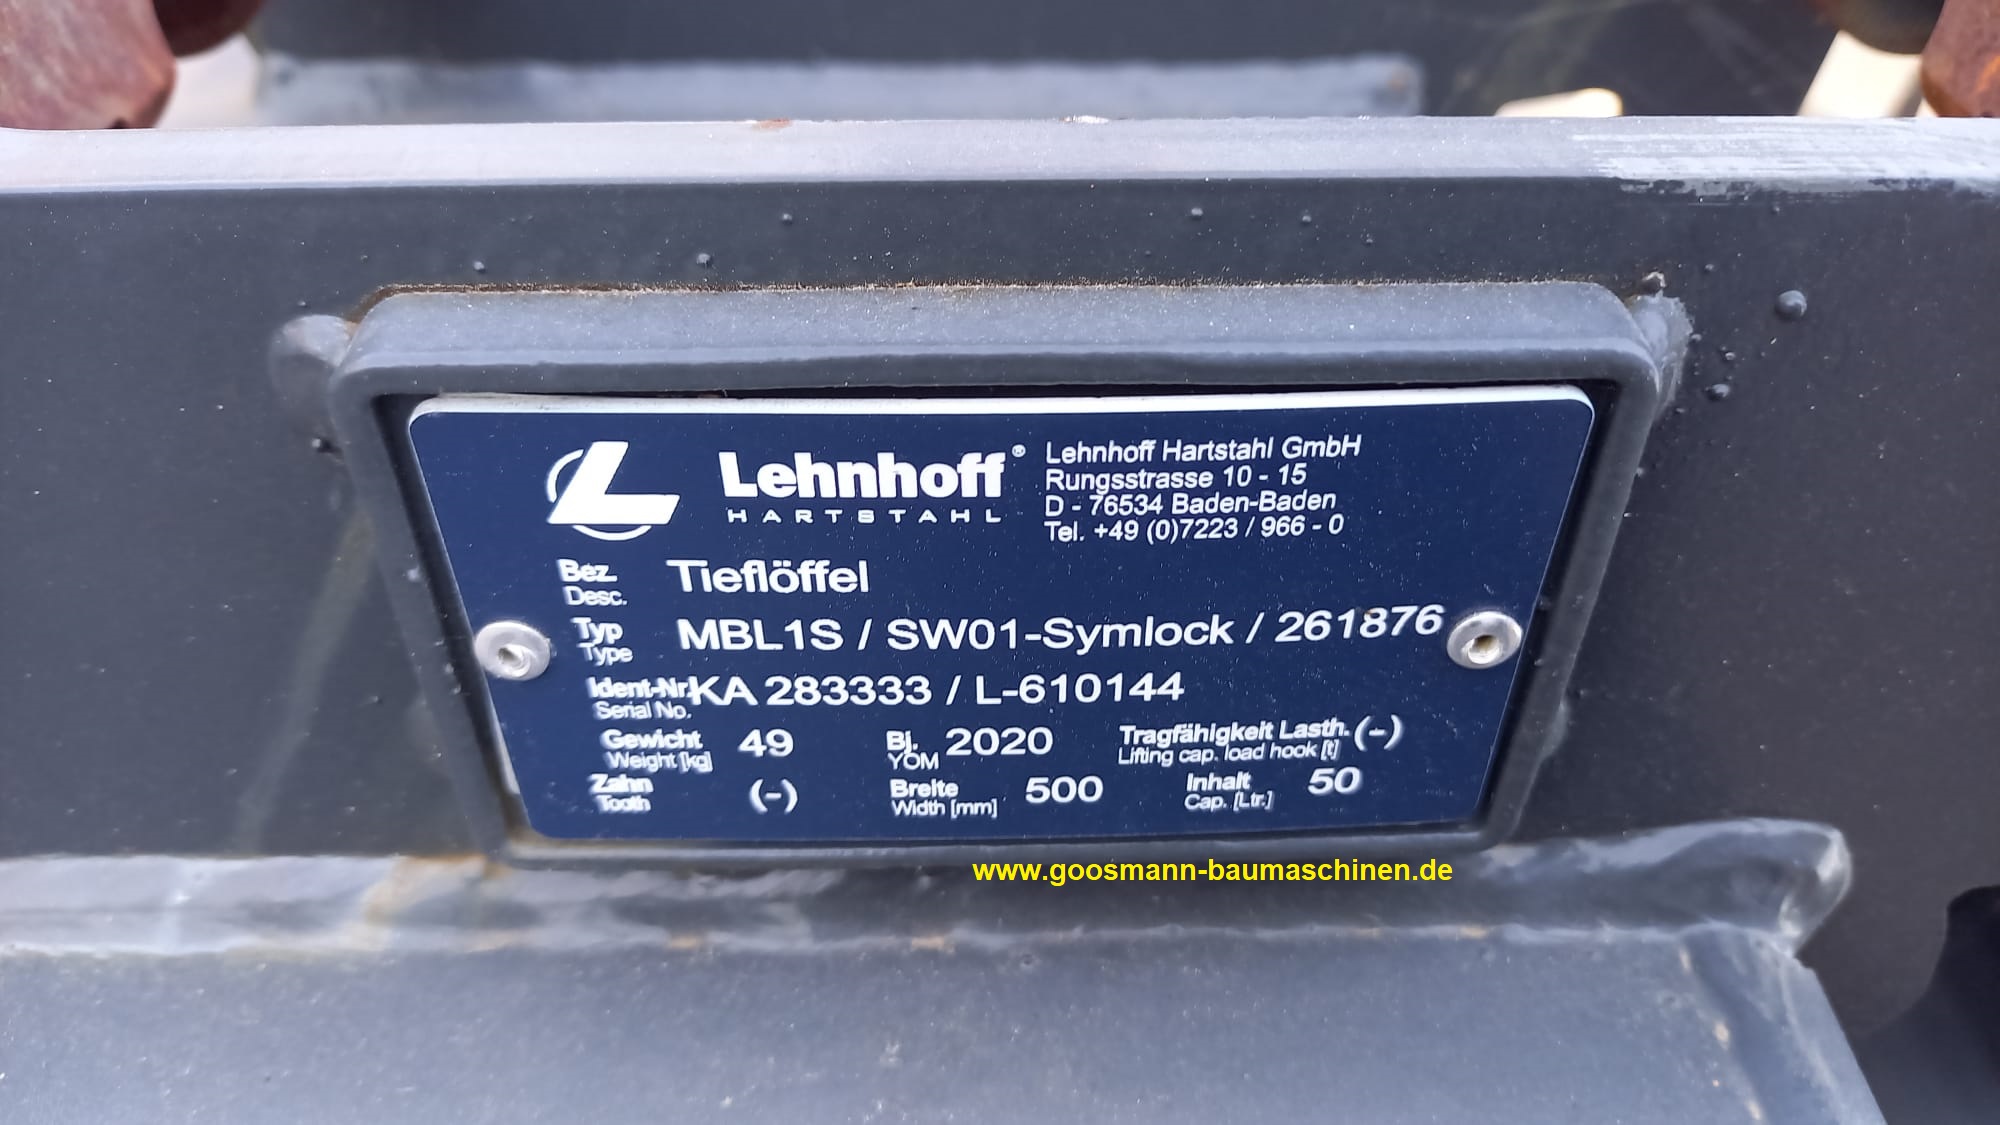 Lehnhoff®
HARTSTAHL
Lehnhoff Hartstahl GmbH
Rungsstrasse 10 - 15
D - 76534 Baden-Baden
Tel. +49 (0)7223 / 966 - 0
Bez. Tieflöffel
Desc.
Typ MBL1S / SW01-Symlock / 261876
Type
Ident-Nr. KA 283333 / L-610144
Serial No.
Gewicht 49 Bj. 2020 Tragfähigkeit Lasth. (-)
Weight [kg] YOM Lifting cap. load hook [t]
Zahn (-) Breite 500 Inhalt 50
Tooth Width [mm] Cap. [Ltr.]
www.goosmann-baumaschinen.de